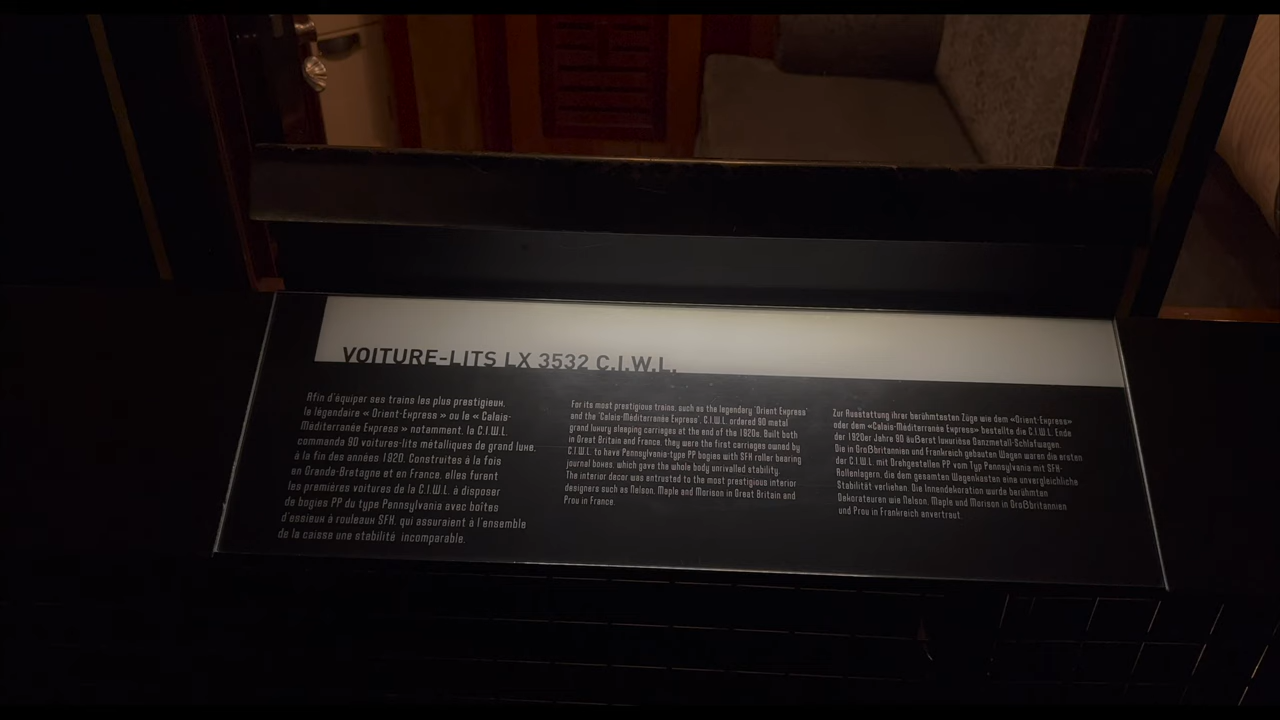 VOITURE-LITS LX 3532 C.I.W.L.
Afin d'équiper ses trains les plus prestigieux,
la légendaire « Orient-Express » ou le « Calais-
Méditerranée Express » notamment, la C.I.W.L.
commanda 90 voitures-lits métalliques de grand luxe,
à la fin des années 1920. Construites à la fois
en Grande-Bretagne et en France, elles furent
les premières voitures de la C.I.W.L. à disposer
de bogies PP du type Pennsylvania avec boîtes
d'essieux à rouleaux SFH, qui assuraient à l'ensemble
de la caisse une stabilité incomparable.
For its most prestigious trains, such as the legendary 'Orient Express'
and the 'Calais-Méditerranée Express', C.I.W.L. ordered 90 metal
grand luxury sleeping carriages at the end of the 1920s. Built both
in Great Britain and France, they were the first carriages owned by
C.I.W.L. to have Pennsylvania-type PP bogies with SFH roller bearing
journal boxes, which gave the whole body unrivalled stability.
The interior decor was entrusted to the most prestigious interior
designers such as Nelson, Maple and Morison in Great Britain and
Prou in France.
Zur Ausstattung ihrer berühmtesten Züge wie dem «Orient-Express»
oder dem «Calais-Méditerranée Express» bestellte die C.I.W.L. Ende
der 1920er Jahre 90 äußerst luxuriöse Ganzmetall-Schlafwagen.
Die in Großbritannien und Frankreich gebauten Wagen waren die ersten
der C.I.W.L. mit Drehgestellen PP vom Typ Pennsylvania mit SFH-
Rollenlagern, die dem gesamten Wagenkasten eine unvergleichliche
Stabilität verliehen. Die Innendekoration wurde berühmten
Dekorateuren wie Nelson, Maple und Morison in Großbritannien
und Prou in Frankreich anvertraut.